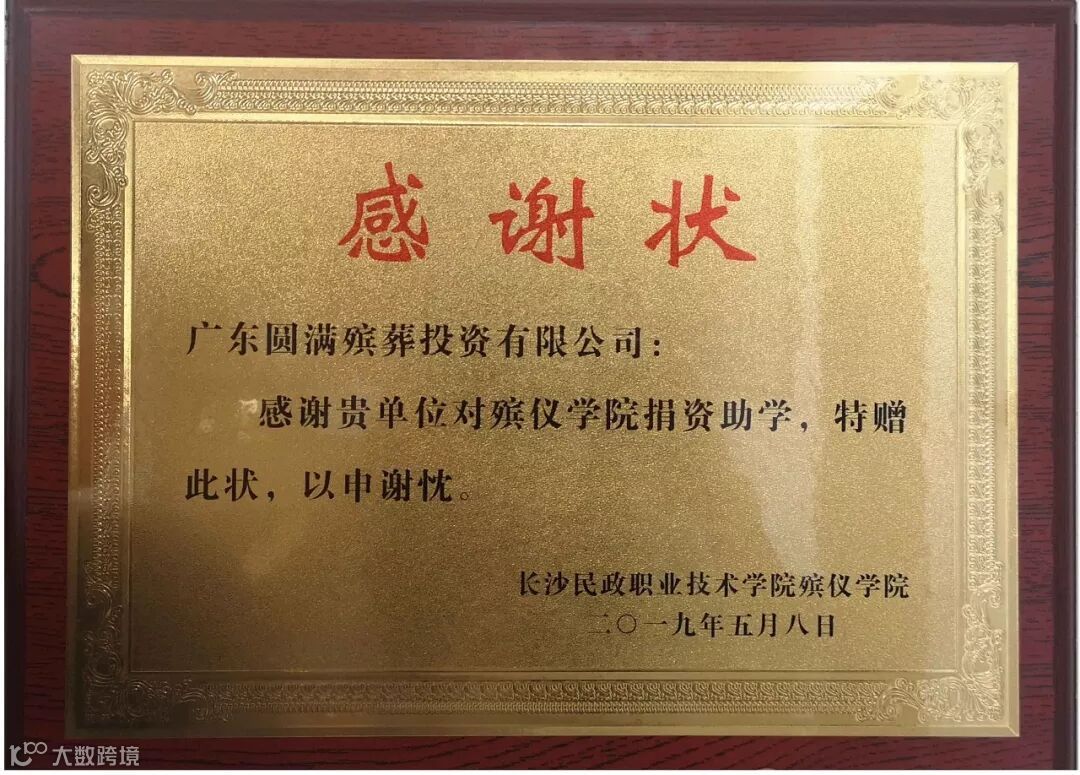 感谢状
广东圆满殡葬投资有限公司：
感谢贵单位对殡仪学院捐资助学，特赠
此状，以申谢忱。
长沙民政职业技术学院殡仪学院
二〇一九年五月八日
大数跨境